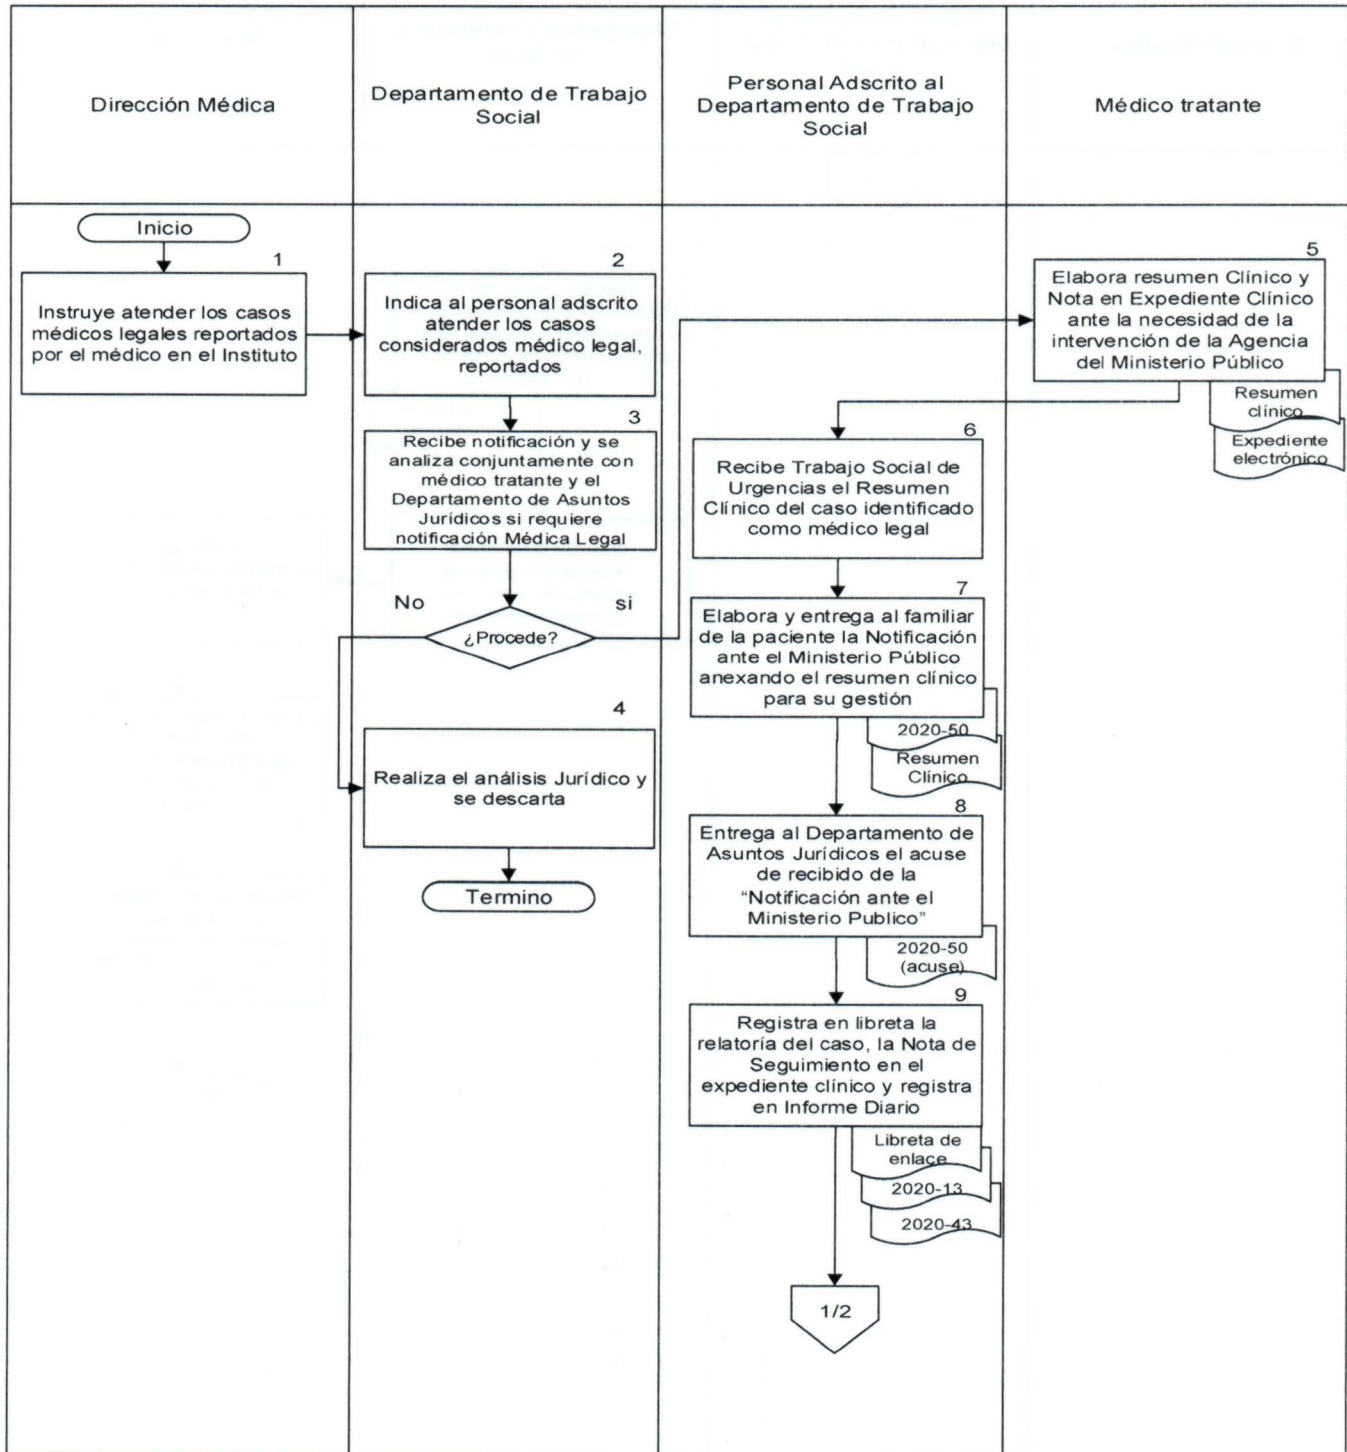 Dirección Médica
Departamento de Trabajo
Social
Personal Adscrito al
Departamento de Trabajo
Social
Médico tratante
Inicio
1
Instruye atender los casos
médicos legales reportados
por el médico en el Instituto
2
Indica al personal adscrito
atender los casos
considerados médico legal,
reportados
3
Recibe notificación y se
analiza conjuntamente con
médico tratante y el
Departamento de Asuntos
Jurídicos si requiere
notificación Médica Legal
No
si
¿Procede?
4
Realiza el análisis Jurídico y
se descarta
Termino
5
Elabora resumen Clínico y
Nota en Expediente Clínico
ante la necesidad de la
intervención de la Agencia
del Ministerio Público
Resumen
clínico
Expediente
electrónico
6
Recibe Trabajo Social de
Urgencias el Resumen
Clínico del caso identificado
como médico legal
7
Elabora y entrega al familiar
de la paciente la Notificación
ante el Ministerio Público
anexando el resumen clínico
para su gestión
2020-50
Resumen
Clínico
8
Entrega al Departamento de
Asuntos Jurídicos el acuse
de recibido de la
“Notificación ante el
Ministerio Publico”
2020-50
(acuse)
9
Registra en libreta la
relatoría del caso, la Nota de
Seguimiento en el
expediente clínico y registra
en Informe Diario
Libreta de
enlace
2020-13
2020-43
1/2